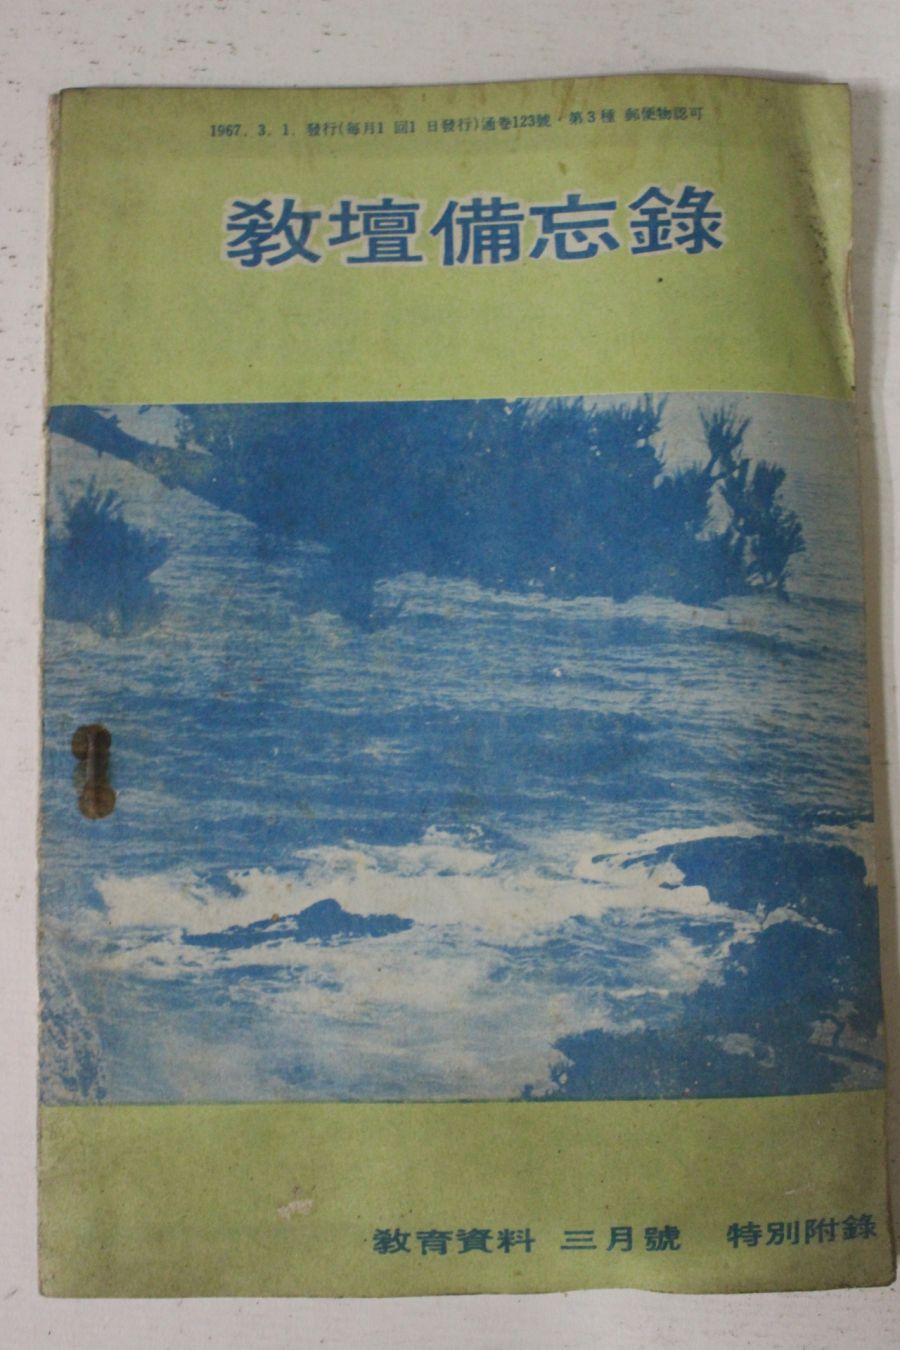 1967. 3. 1. 發行(每月1 回1 日發行)通卷123號·第3種 郵便物認可
敎壇備忘錄
敎育資料 三月號 特別附錄